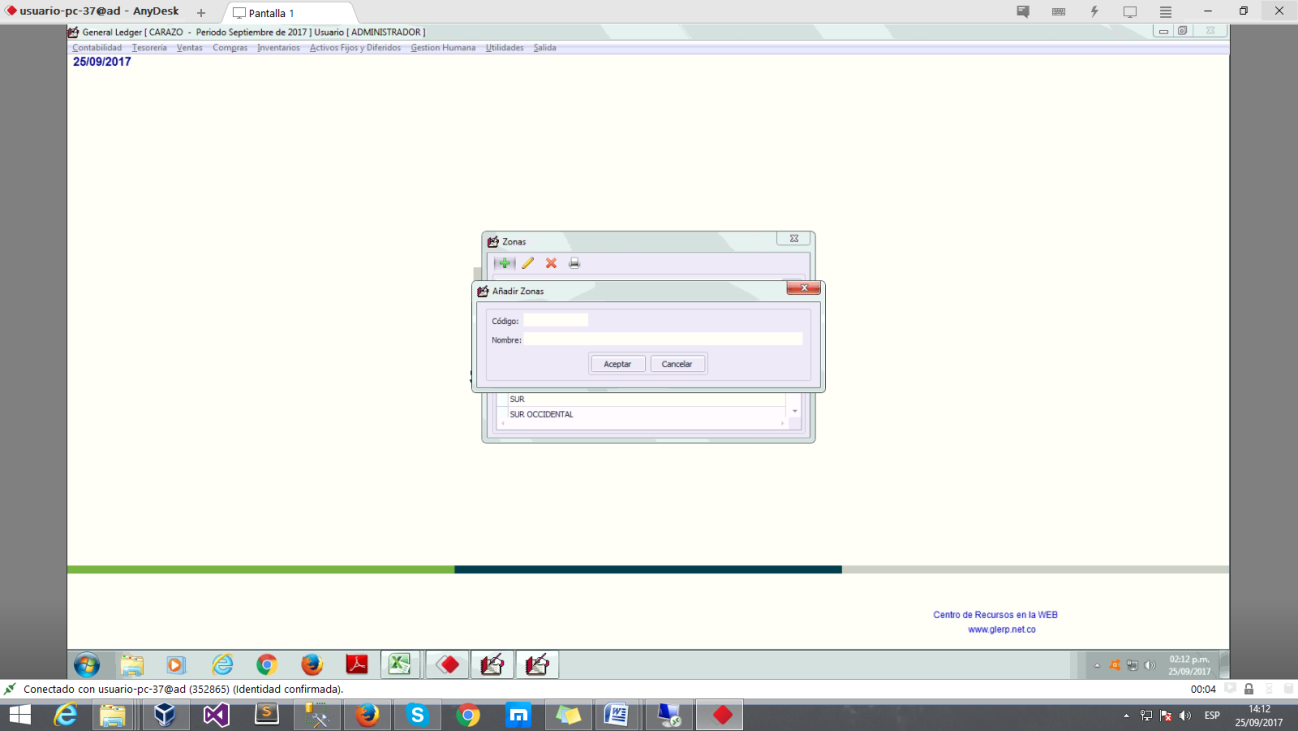 usuario-pc-37@ad - AnyDesk
Pantalla 1
General Ledger [ CARAZO - Periodo Septiembre de 2017 ] Usuario [ ADMINISTRADOR ]
Contabilidad Tesorería Ventas Compras Inventarios Activos Fijos y Diferidos Gestion Humana Utilidades Salida
25/09/2017
Zonas
Añadir Zonas
Código:
Nombre:
Aceptar Cancelar
SUR
SUR OCCIDENTAL
Centro de Recursos en la WEB
www.glerp.net.co
02:12 p.m.
25/09/2017
Conectado con usuario-pc-37@ad (352865) (Identidad confirmada).
00:04
ESP
14:12
25/09/2017